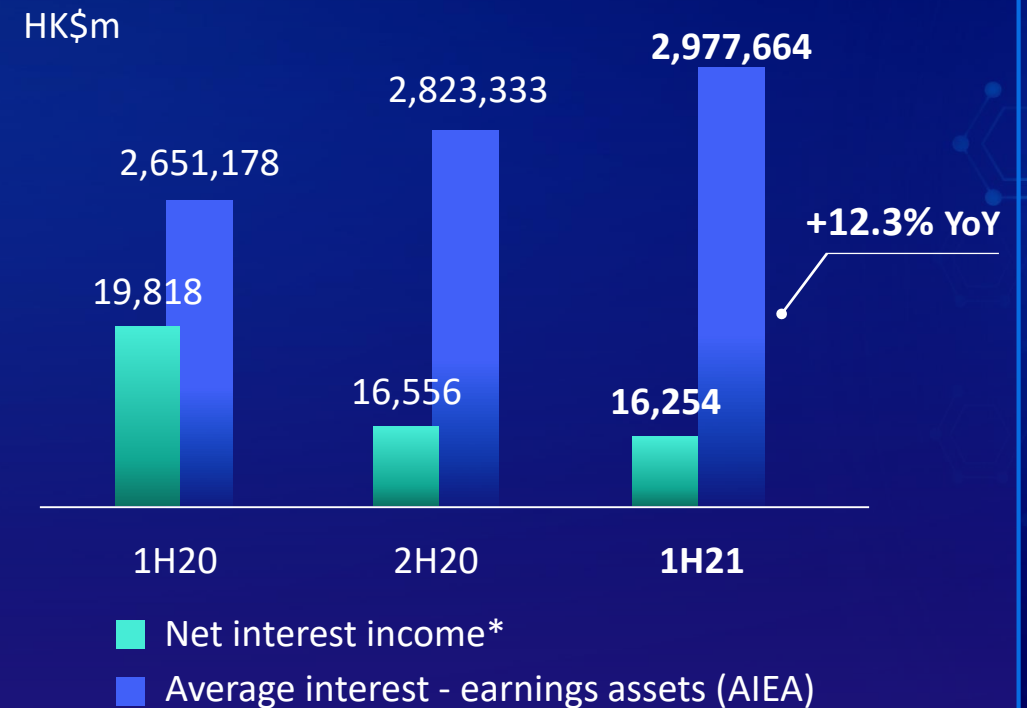 HK$m
2,977,664
2,823,333
2,651,178
+12.3% YoY
19,818
16,556
16,254
1H20
2H20
1H21
Net interest income*
Average interest - earnings assets (AIEA)